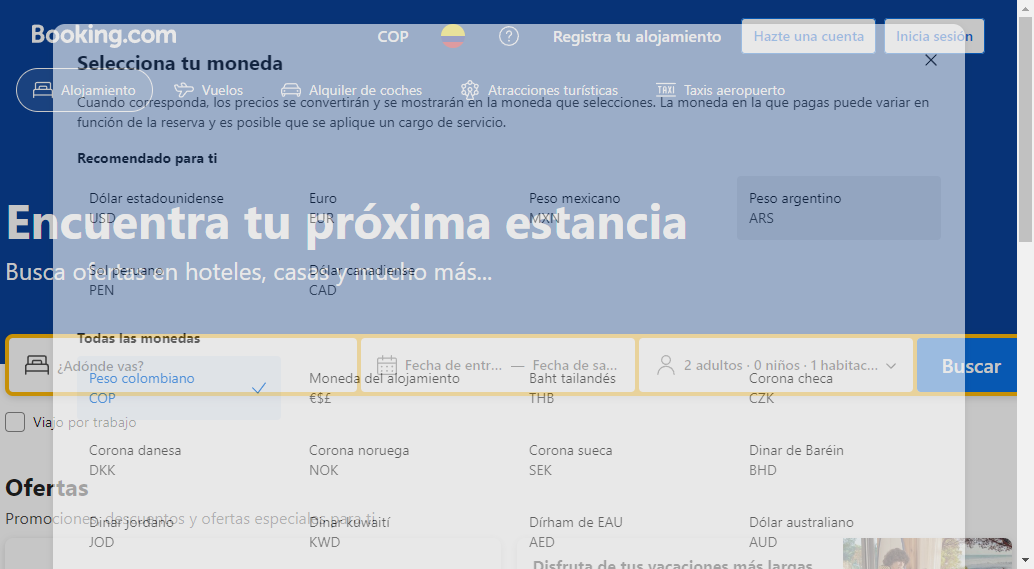 Booking.com
COP
Registra tu alojamiento
Hazte una cuenta
Inicia sesión
Selecciona tu moneda
Alojamiento
Vuelos
Alquiler de coches
Atracciones turísticas
TAXI
Taxis aeropuerto
Cuando corresponda, los precios se convertirán y se mostrarán en la moneda que selecciones. La moneda en la que pagas puede variar en
función de la reserva y es posible que se aplique un cargo de servicio.
Recomendado para ti
Dólar estadounidense
USD
Euro
EUR
Peso mexicano
MXN
Peso argentino
ARS
Encuentra tu próxima estancia
Busca ofertas en hoteles, casas y mucho más...
Sol peruano
PEN
Dólar canadiense
CAD
Todas las monedas
¿Adónde vas?
Fecha de entr... — Fecha de sa...
2 adultos · 0 niños · 1 habitac...
Buscar
Peso colombiano
COP
Moneda del alojamiento
€$£
Baht tailandés
THB
Corona checa
CZK
Viajo por trabajo
Corona danesa
DKK
Corona noruega
NOK
Corona sueca
SEK
Dinar de Baréin
BHD
Ofertas
Promociones, descuentos y ofertas especiales para ti
Dinar jordano
JOD
Dinar kuwaití
KWD
Dírham de EAU
AED
Dólar australiano
AUD
Disfruta de tus vacaciones más largas